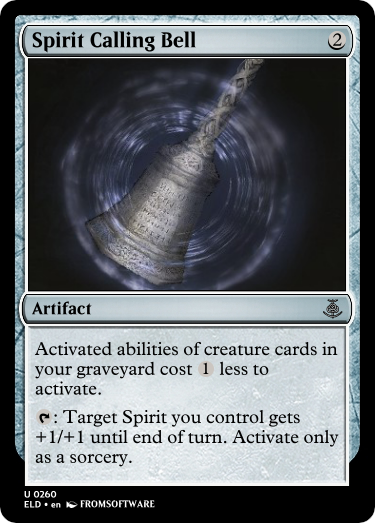 Spirit Calling Bell 2
Artifact
Activated abilities of creature cards in
your graveyard cost 1 less to
activate.
: Target Spirit you control gets
+1/+1 until end of turn. Activate only
as a sorcery.
U 0260
ELD • en FROMSOFTWARE